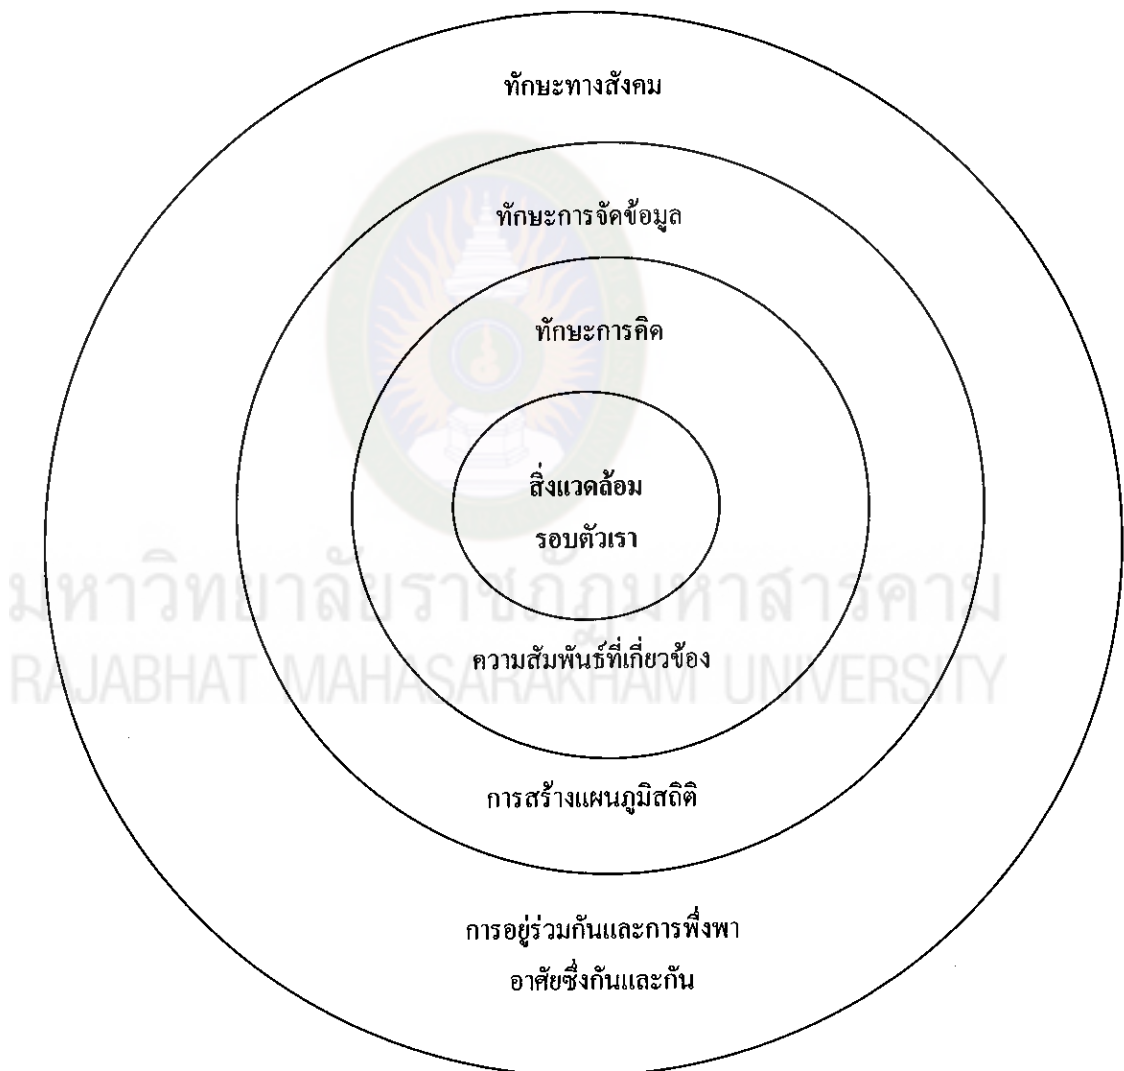 ทักษะทางสังคม
ทักษะการจัดข้อมูล
ทักษะการคิด
สิ่งแวดล้อม
รอบตัวเรา
มหาวิทยาลัยราชภัฏมหาสารคาม
ความสัมพันธ์ที่เกี่ยวข้อง
RAJABHAT MAHASARAKHAM UNIVERSITY
การสร้างแผนภูมิสถิติ
การอยู่ร่วมกันและการพึ่งพา
อาศัยซึ่งกันและกัน